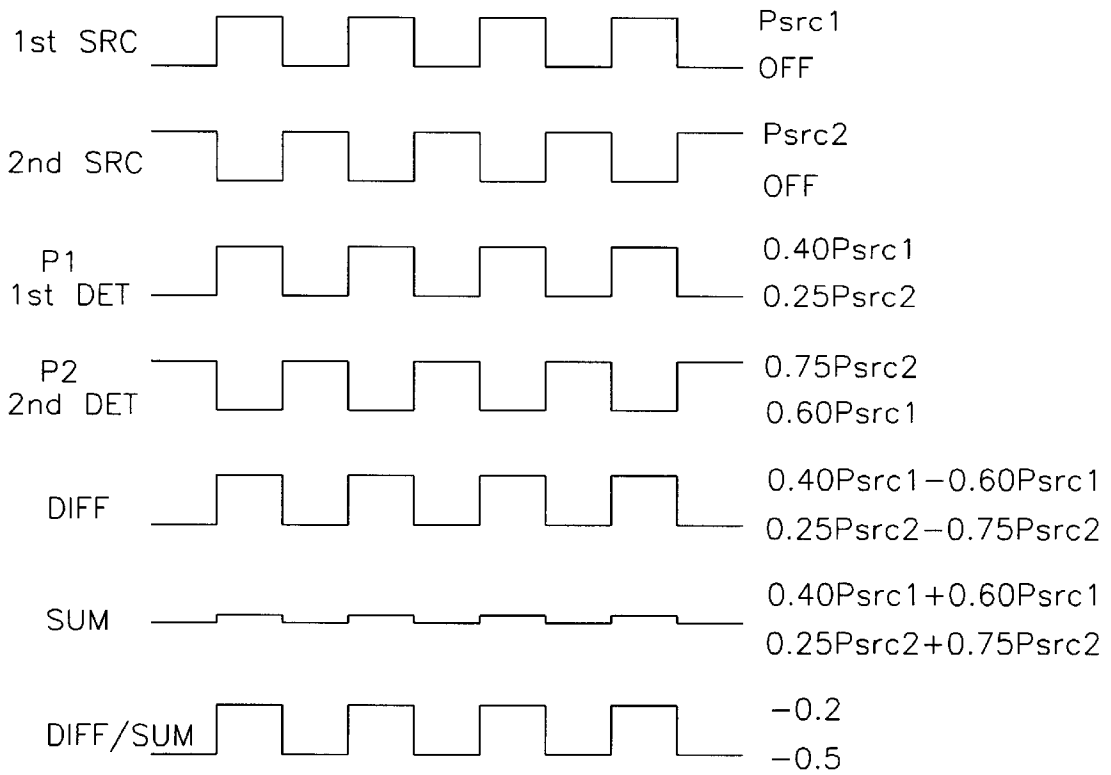 1st SRC
Psrc1
OFF
2nd SRC
Psrc2
OFF
P1
1st DET
0.40Psrc1
0.25Psrc2
P2
2nd DET
0.75Psrc2
0.60Psrc1
DIFF
0.40Psrc1-0.60Psrc1
0.25Psrc2-0.75Psrc2
SUM
0.40Psrc1+0.60Psrc1
0.25Psrc2+0.75Psrc2
DIFF/SUM
-0.2
-0.5